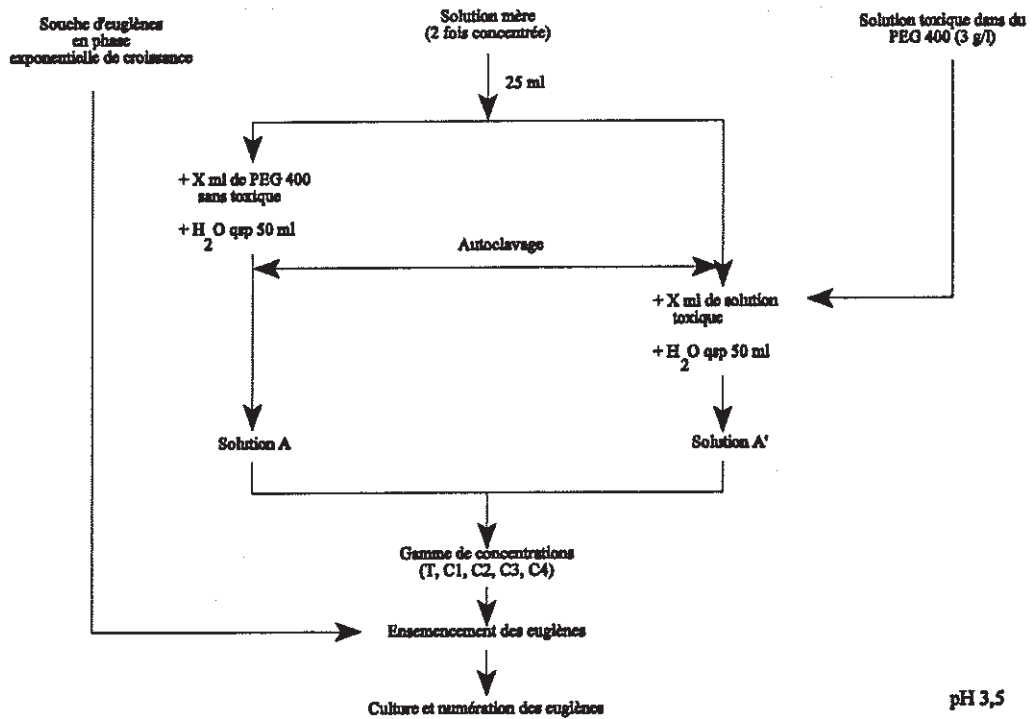 Souche d'euglènes
en phase
exponentielle de croissance
Solution mère
(2 fois concentrée)
Solution toxique dans du
PEG 400 (3 g/l)
25 ml
+ X ml de PEG 400
sans toxique
+ H2O qsp 50 ml
Autoclavage
+ X ml de solution
toxique
+ H2O qsp 50 ml
Solution A
Solution A'
Gamme de concentrations
(T, C1, C2, C3, C4)
Ensemencement des euglènes
Culture et numération des euglènes
pH 3,5